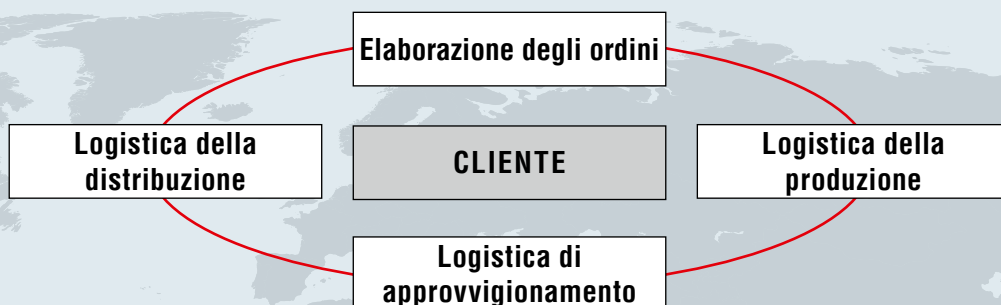 Elaborazione degli ordini
Logistica della
distribuzione
CLIENTE
Logistica della
produzione
Logistica di
approvvigionamento